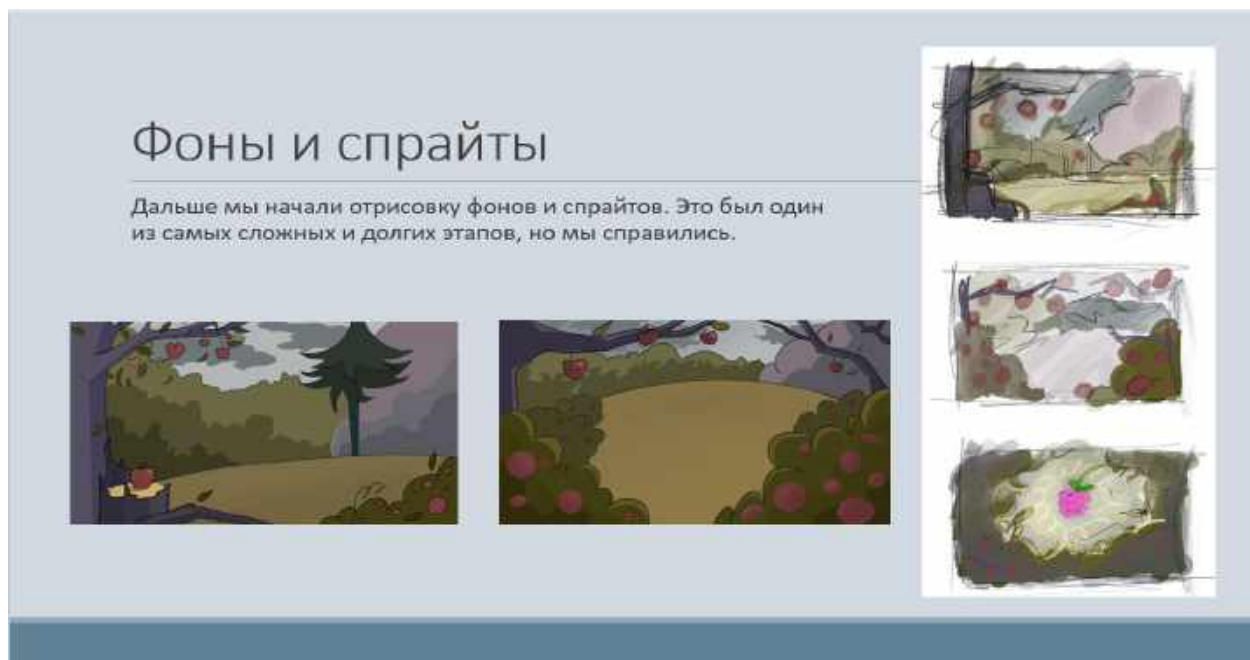 Фоны и спрайты
Дальше мы начали отрисовку фонов и спрайтов. Это был один
из самых сложных и долгих этапов, но мы справились.